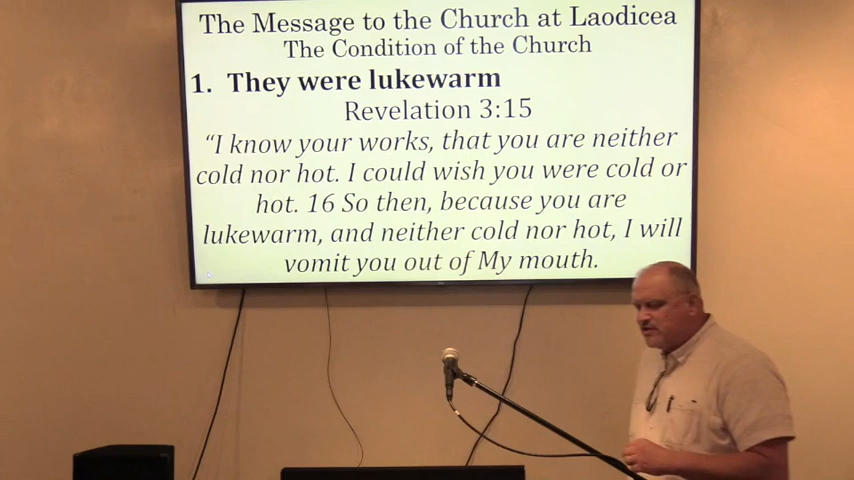 The Message to the Church at Laodicea
The Condition of the Church
1. They were lukewarm
Revelation 3:15
“I know your works, that you are neither
cold nor hot. I could wish you were cold or
hot. 16 So then, because you are
lukewarm, and neither cold nor hot, I will
vomit you out of My mouth.